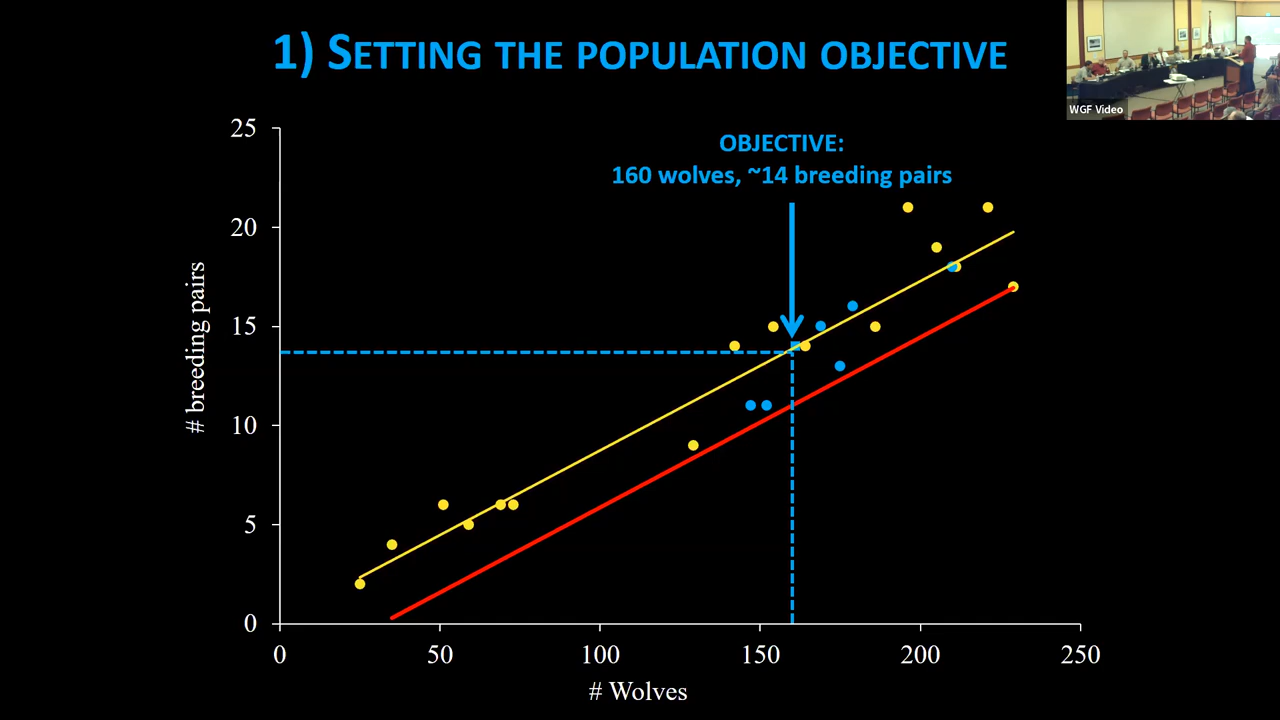 1) SETTING THE POPULATION OBJECTIVE
WGF Video
OBJECTIVE:
160 wolves, ~14 breeding pairs
25
20
15
10
5
0
# breeding pairs
0
50
100
150
200
250
# Wolves